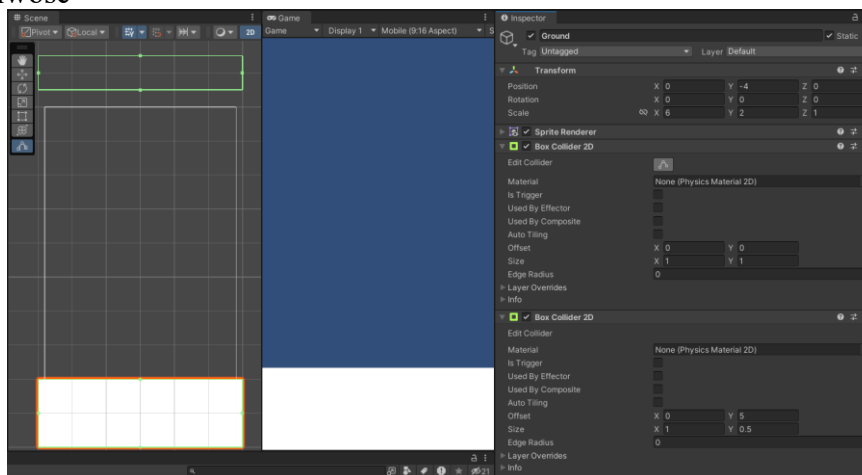 Scene
Game
Inspector
Pivot
Local
2D
Game
Display 1
Mobile (9:16 Aspect)
S
Ground
Static
Tag Untagged
Layer Default
Transform
Position X 0 Y -4 Z 0
Rotation X 0 Y 0 Z 0
Scale X 6 Y 2 Z 1
Sprite Renderer
Box Collider 2D
Edit Collider
Material None (Physics Material 2D)
Is Trigger
Used By Effector
Used By Composite
Auto Tiling
Offset X 0 Y 0
Size X 1 Y 1
Edge Radius 0
Layer Overrides
Info
Box Collider 2D
Edit Collider
Material None (Physics Material 2D)
Is Trigger
Used By Effector
Used By Composite
Auto Tiling
Offset X 0 Y 5
Size X 1 Y 0.5
Edge Radius 0
Layer Overrides
Info
21